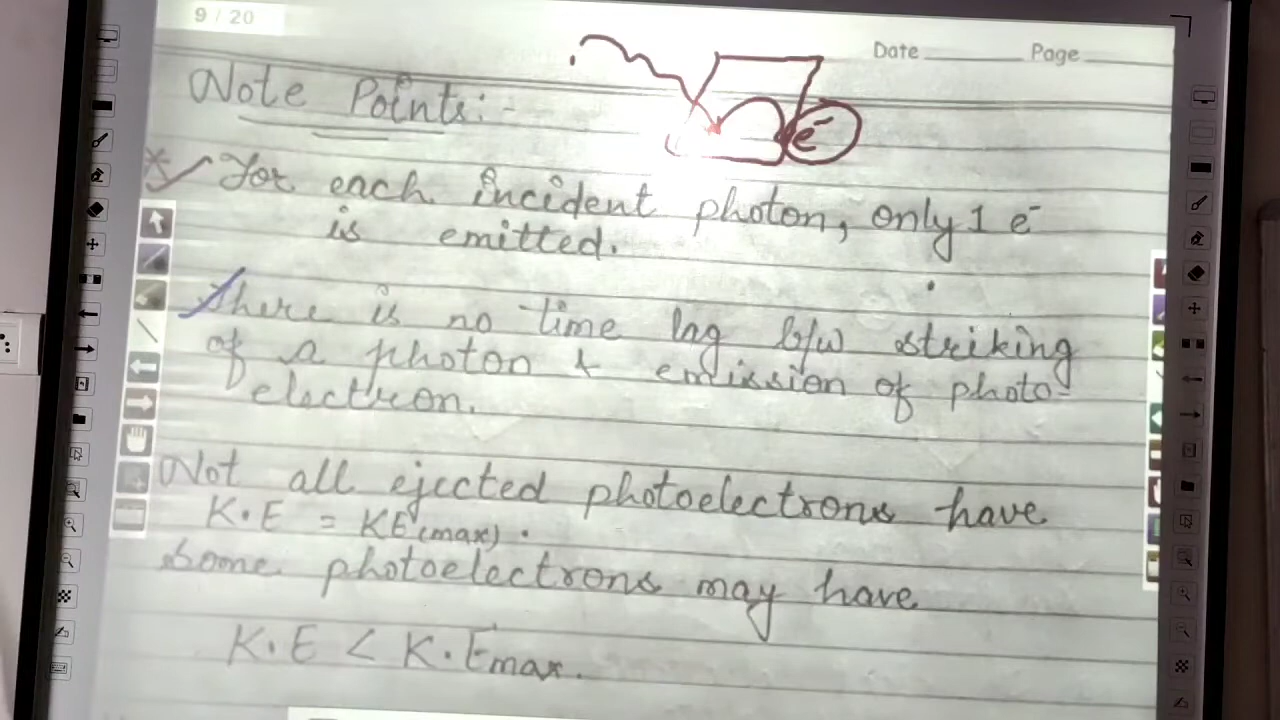 9 / 20
Date Page
Note Points:-
e⁻
For each incident photon, only 1 e⁻
is emitted.
There is no time lag b/w striking
of a photon & emission of photo-
electron.
Not all ejected photoelectrons have
K.E = KE(max).
Some photoelectrons may have
K.E < K.Emax.